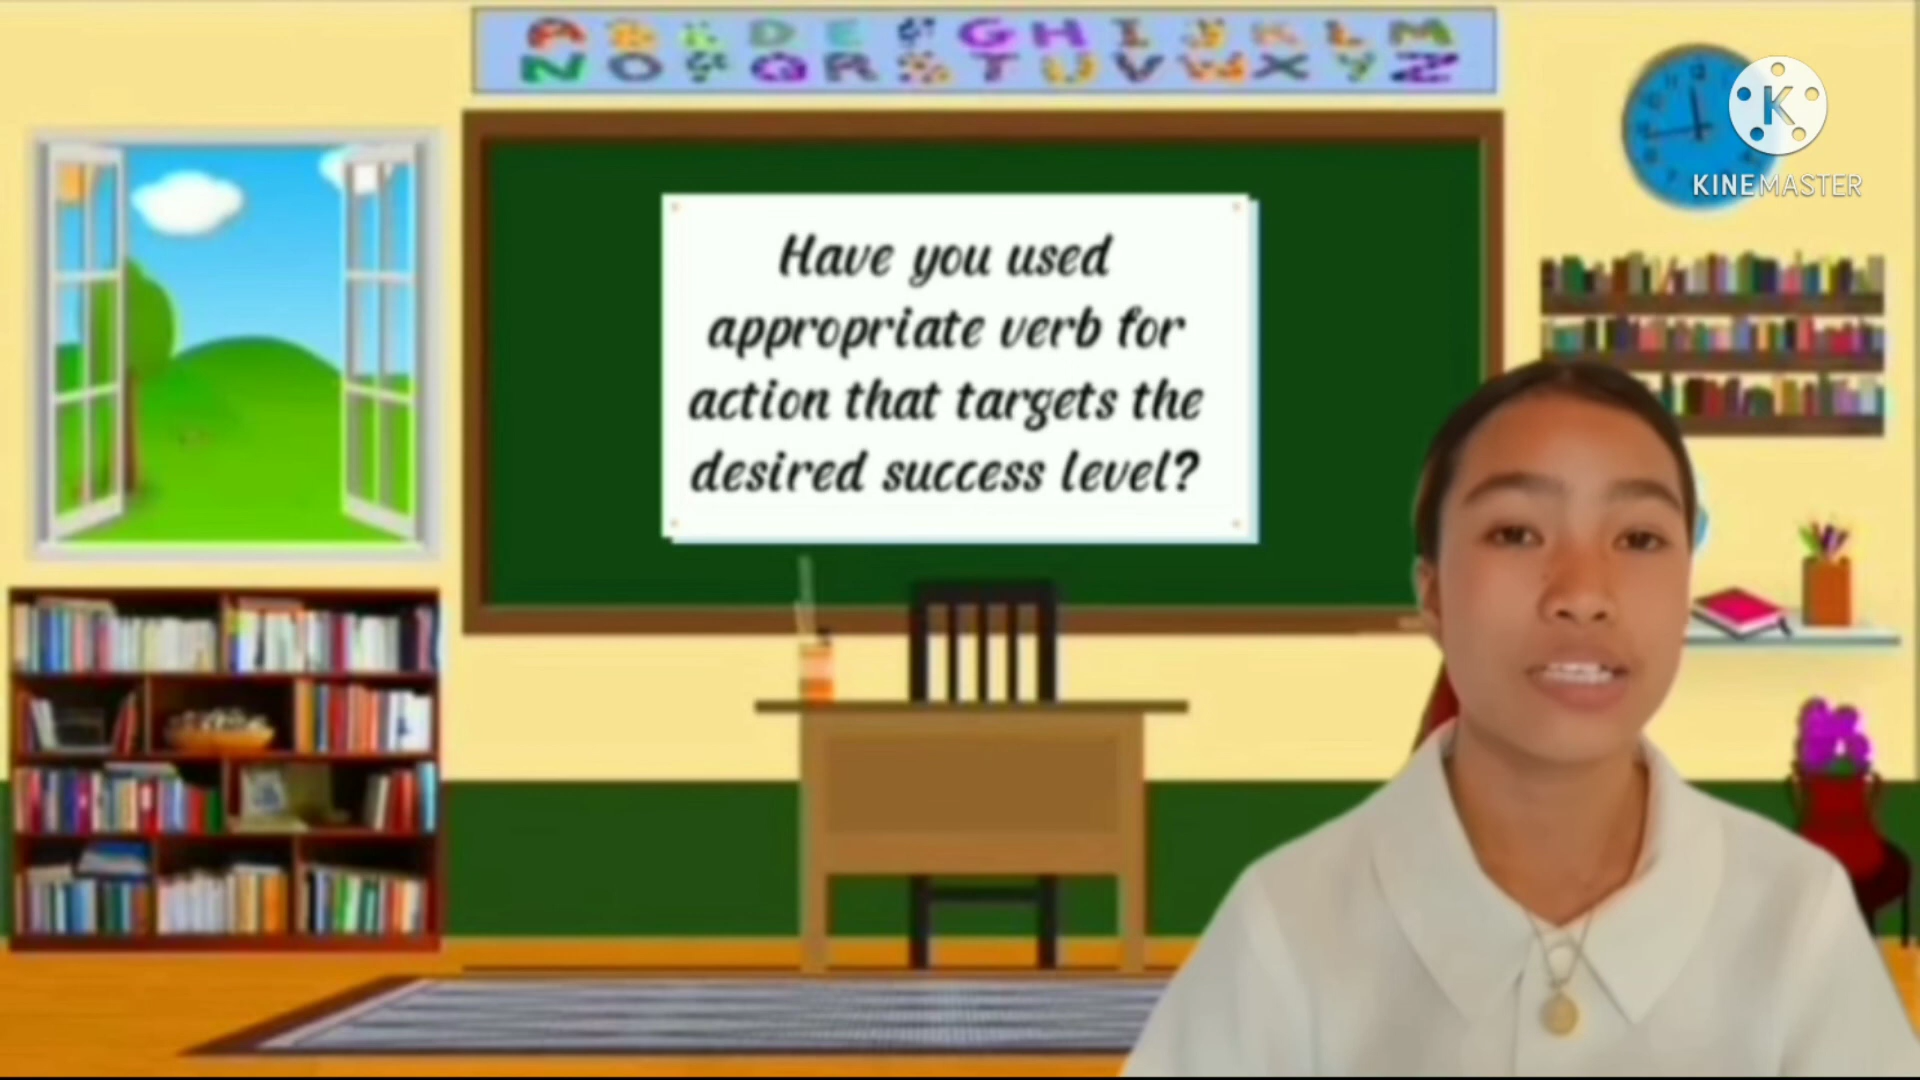 A B C D E F G H I J K L M
N O P Q R S T U V W X Y Z
K
KINEMASTER
Have you used
appropriate verb for
action that targets the
desired success level?